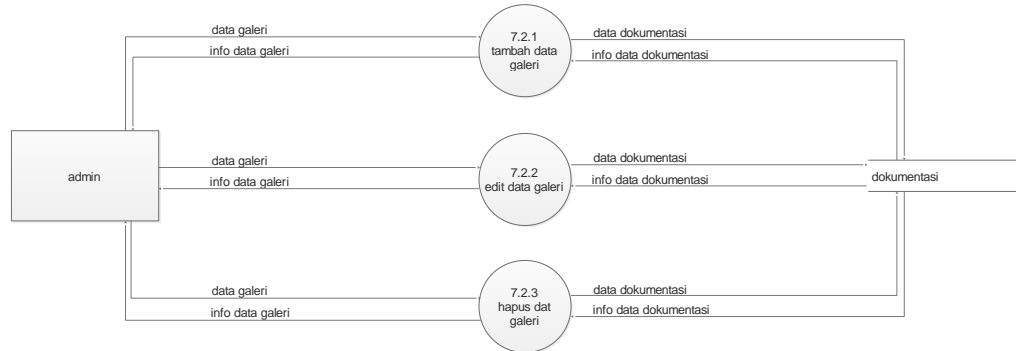 data galeri
info data galeri
7.2.1
tambah data
galeri
data dokumentasi
info data dokumentasi
admin
data galeri
info data galeri
7.2.2
edit data galeri
data dokumentasi
info data dokumentasi
dokumentasi
data galeri
info data galeri
7.2.3
hapus dat
galeri
data dokumentasi
info data dokumentasi